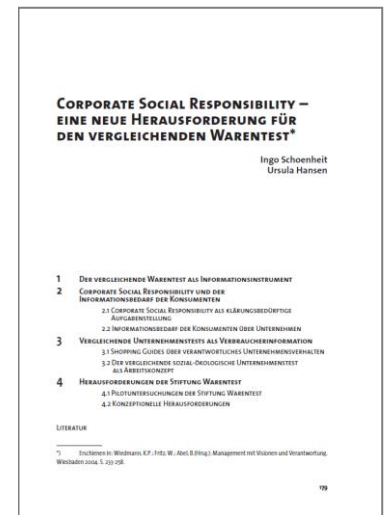 CORPORATE SOCIAL RESPONSIBILITY –
EINE NEUE HERAUSFORDERUNG FÜR
DEN VERGLEICHENDEN WARENTEST*
Ingo Schoenheit
Ursula Hansen
1 DER VERGLEICHENDE WARENTEST ALS INFORMATIONSINSTRUMENT
2 CORPORATE SOCIAL RESPONSIBILITY UND DER
INFORMATIONSBEDARF DER KONSUMENTEN
2.1 CORPORATE SOCIAL RESPONSIBILITY ALS KLÄRUNGSBEDÜRFTIGE
AUFGABENSTELLUNG
2.2 INFORMATIONSBEDARF DER KONSUMENTEN ÜBER UNTERNEHMEN
3 VERGLEICHENDE UNTERNEHMENSTESTS ALS VERBRAUCHERINFORMATION
3.1 SHOPPING GUIDES ÜBER VERANTWORTLICHES UNTERNEHMENSVERHALTEN
3.2 DER VERGLEICHENDE SOZIAL-ÖKOLOGISCHE UNTERNEHMENSTEST
ALS ARBEITSKONZEPT
4 HERAUSFORDERUNGEN DER STIFTUNG WARENTEST
4.1 PILOTUNTERSUCHUNGEN DER STIFTUNG WARENTEST
4.2 KONZEPTIONELLE HERAUSFORDERUNGEN
LITERATUR
*) Erschienen in: Wiedmann, K.P.; Fritz, W.; Abel, B.(Hrsg.): Management mit Visionen und Verantwortung.
Wiesbaden 2004, S. 233-258.
179